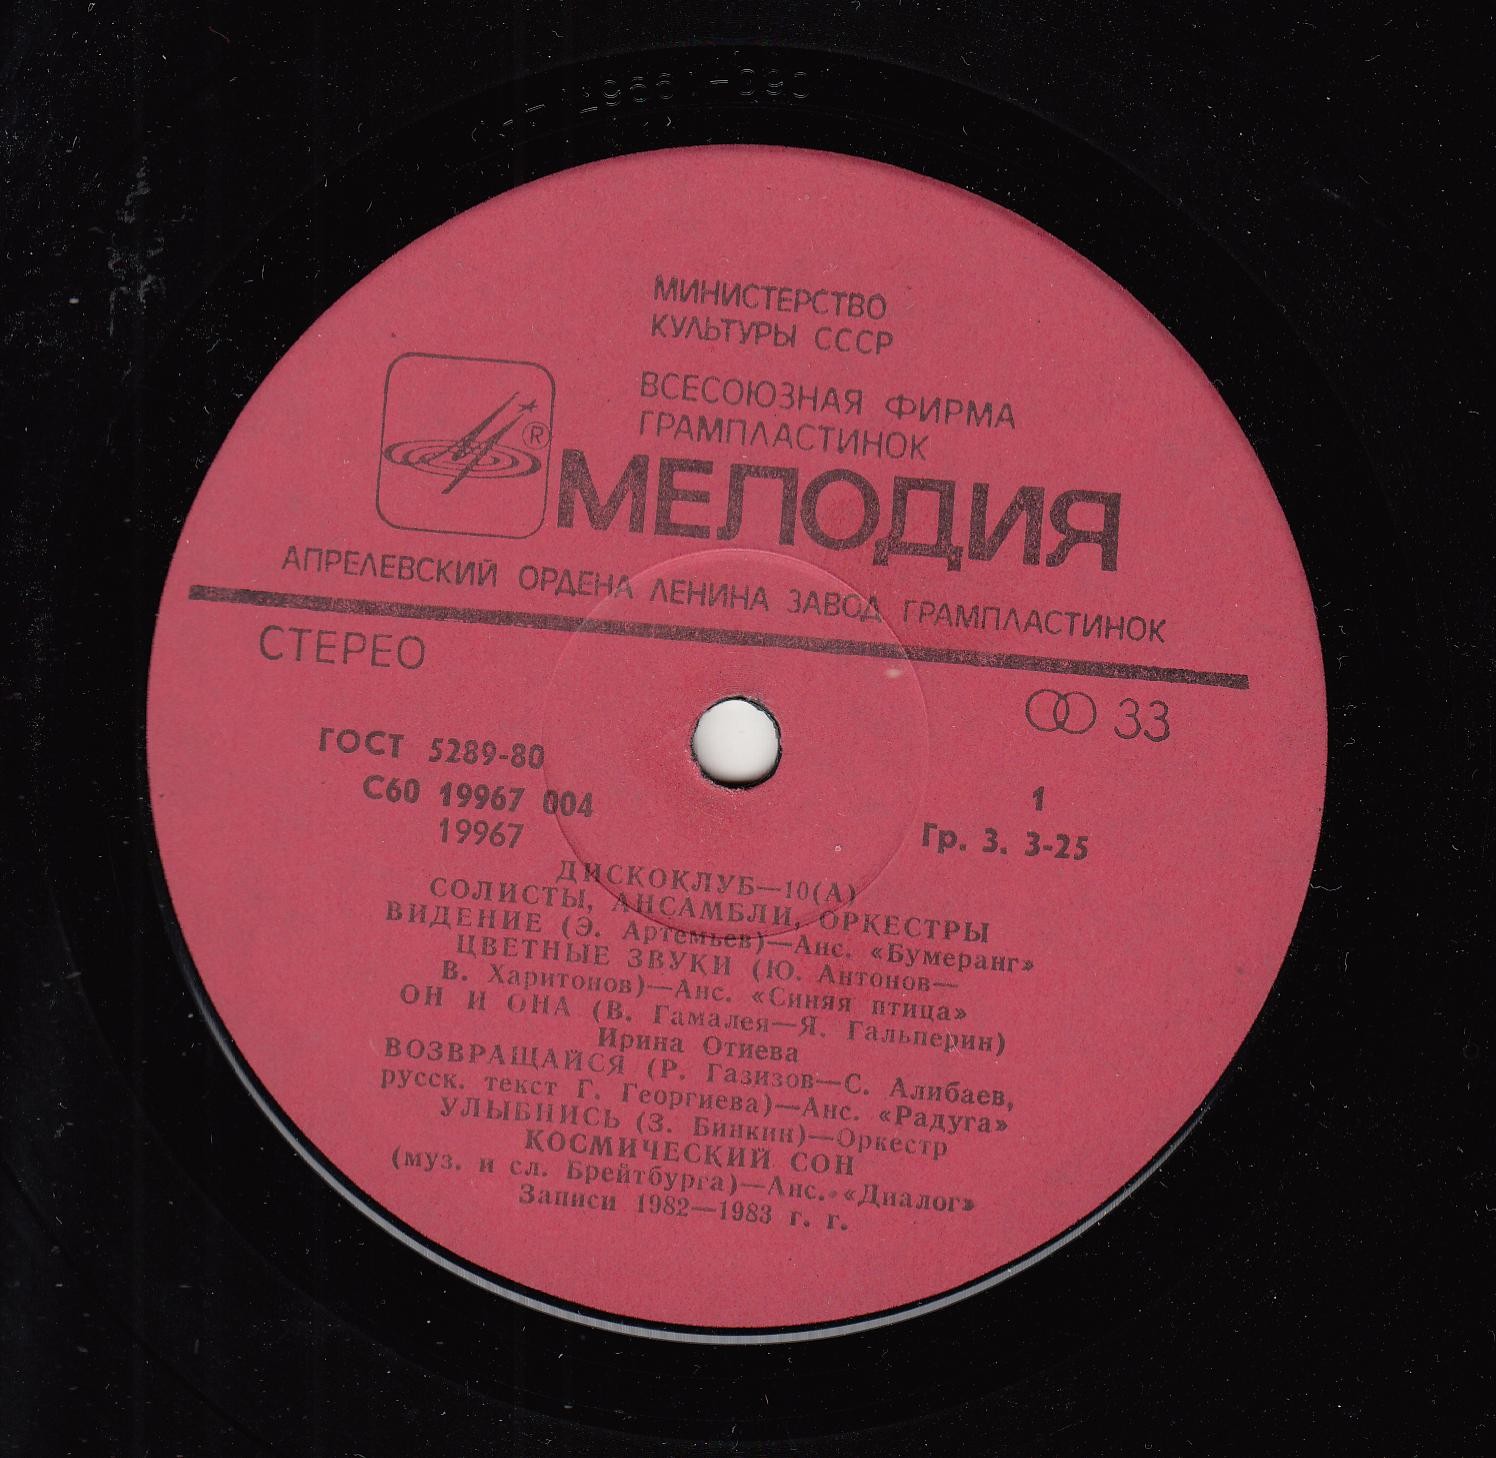 МИНИСТЕРСТВО
КУЛЬТУРЫ СССР
ВСЕСОЮЗНАЯ ФИРМА
ГРАМПЛАСТИНОК
®
МЕЛОДИЯ
АПРЕЛЕВСКИЙ ОРДЕНА ЛЕНИНА ЗАВОД ГРАМПЛАСТИНОК
СТЕРЕО
33
ГОСТ 5289-80
С60 19967 004
19967
1
Гр. 3. 3-25
ДИСКОКЛУБ—10(А)
СОЛИСТЫ, АНСАМБЛИ, ОРКЕСТРЫ
ВИДЕНИЕ (Э. Артемьев)—Анс. «Бумеранг»
ЦВЕТНЫЕ ЗВУКИ (Ю. Антонов—
В. Харитонов)—Анс. «Синяя птица»
ОН И ОНА (В. Гамалея—Я. Гальперин)
Ирина Отиева
ВОЗВРАЩАЙСЯ (Р. Газизов—С. Алибаев,
русск. текст Г. Георгиева)—Анс. «Радуга»
УЛЫБНИСЬ (З. Бинкин)—Оркестр
КОСМИЧЕСКИЙ СОН
(муз. и сл. Брейтбурга)—Анс. «Диалог»
Записи 1982—1983 г. г.